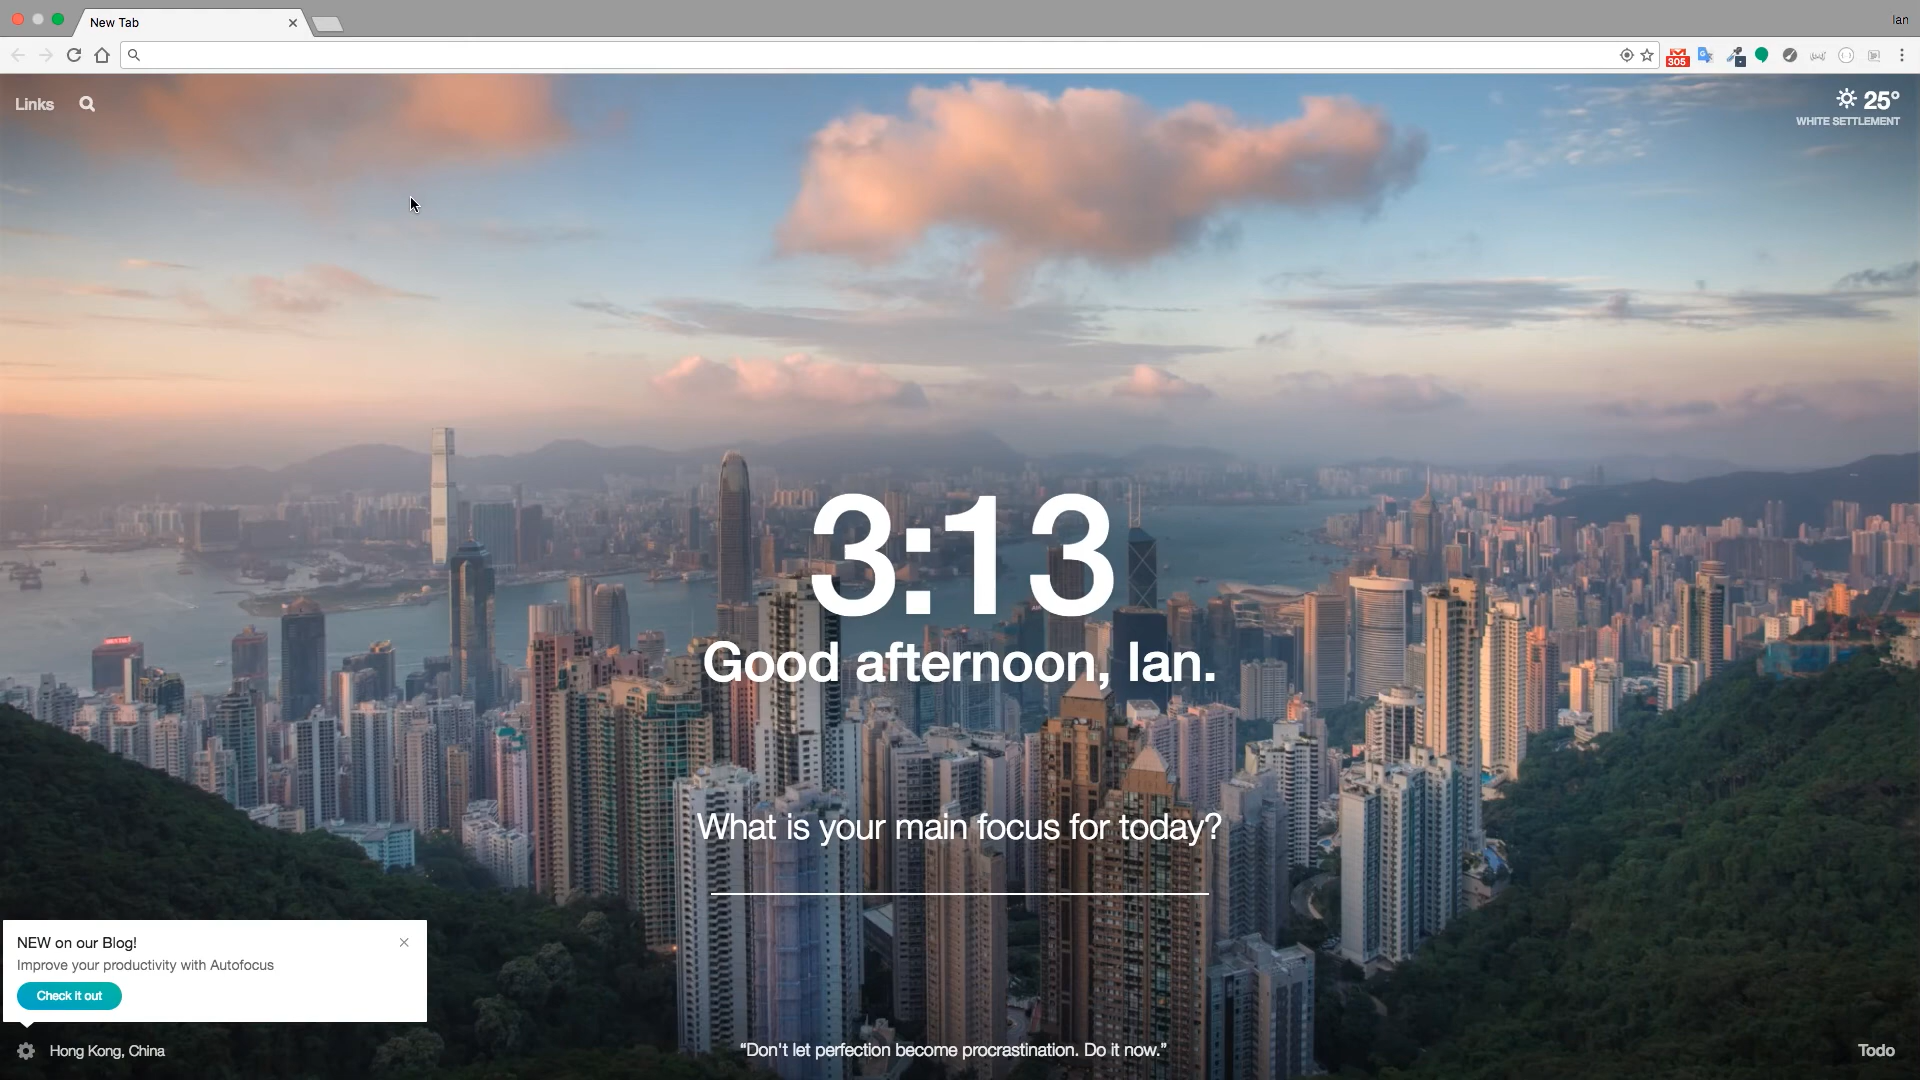 New Tab
Ian
305
Links
25°
WHITE SETTLEMENT
3:13
Good afternoon, Ian.
What is your main focus for today?
NEW on our Blog!
Improve your productivity with Autofocus
Check it out
Hong Kong, China
“Don't let perfection become procrastination. Do it now.”
Todo